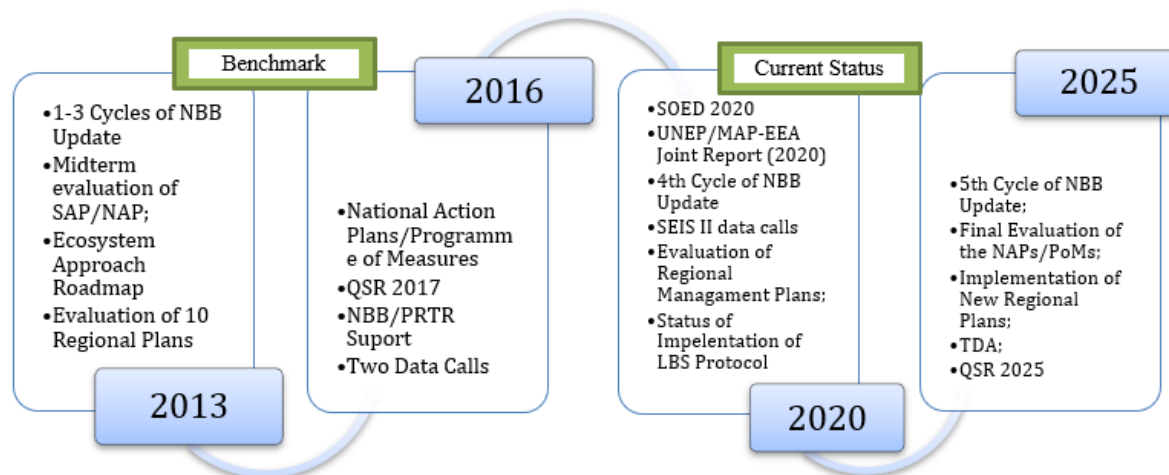 Benchmark
•1-3 Cycles of NBB
Update
•Midterm
evaluation of
SAP/NAP;
•Ecosystem
Approach
Roadmap
•Evaluation of 10
Regional Plans
2013
2016
•National Action
Plans/Programm
e of Measures
•QSR 2017
•NBB/PRTR
Suport
•Two Data Calls
Current Status
•SOED 2020
•UNEP/MAP-EEA
Joint Report (2020)
•4th Cycle of NBB
Update
•SEIS II data calls
•Evaluation of
Regional
Managament Plans;
•Status of
Impelentation of
LBS Protocol
2020
2025
•5th Cycle of NBB
Update;
•Final Evaluation of
the NAPs/PoMs;
•Implementation of
New Regional
Plans;
•TDA;
•QSR 2025